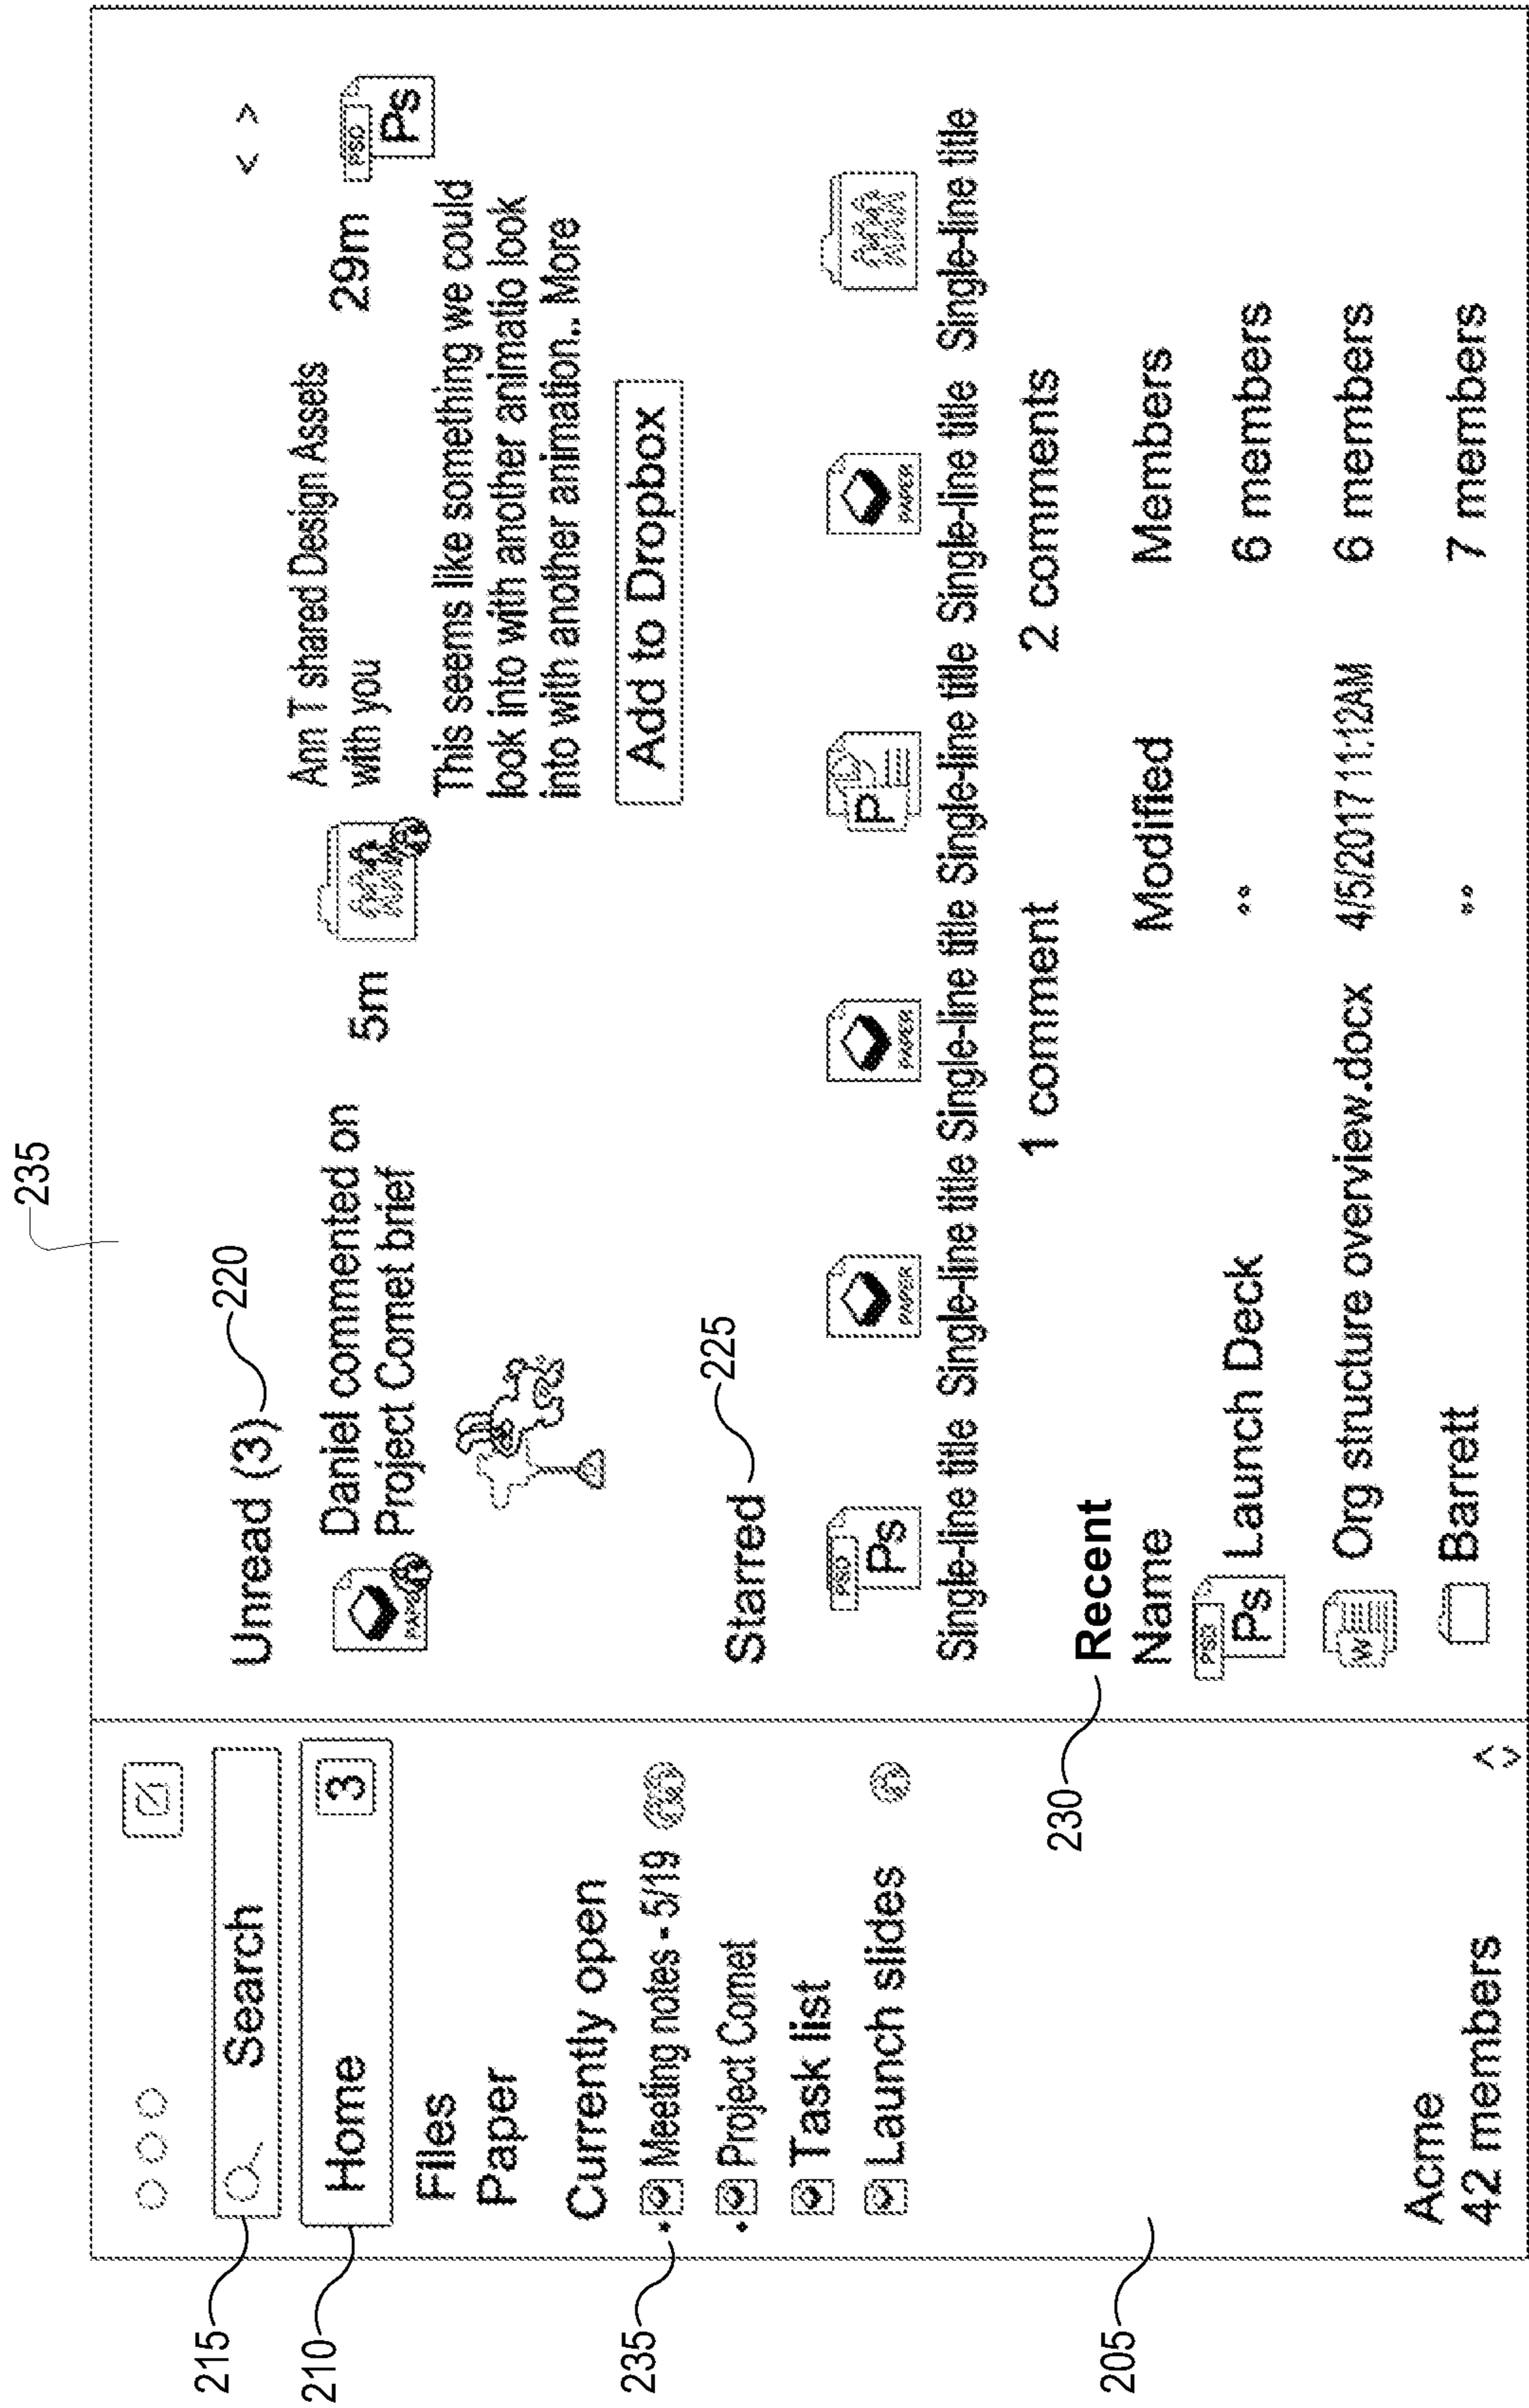 235
215
Search
210
Home 3
Files
Paper
Currently open
235
Meeting notes - 5/19
Project Comet
Task list
Launch slides
205
Acme
42 members
Unread (3)
220
< >
PAPER
Daniel commented on
Project Comet brief
5m
Ann T shared Design Assets
with you
29m
PSD
Ps
This seems like something we could
look into with another animatio look
into with another animation.. More
Add to Dropbox
Starred
225
PSD
Ps
PAPER
PAPER
P
PAPER
Single-line title Single-line title Single-line title Single-line title Single-line title Single-line title
1 comment 2 comments
230
Recent
Name Modified Members
PSD
Ps
Launch Deck -- 6 members
W
Org structure overview.docx 4/5/2017 11:12AM 6 members
Barrett -- 7 members